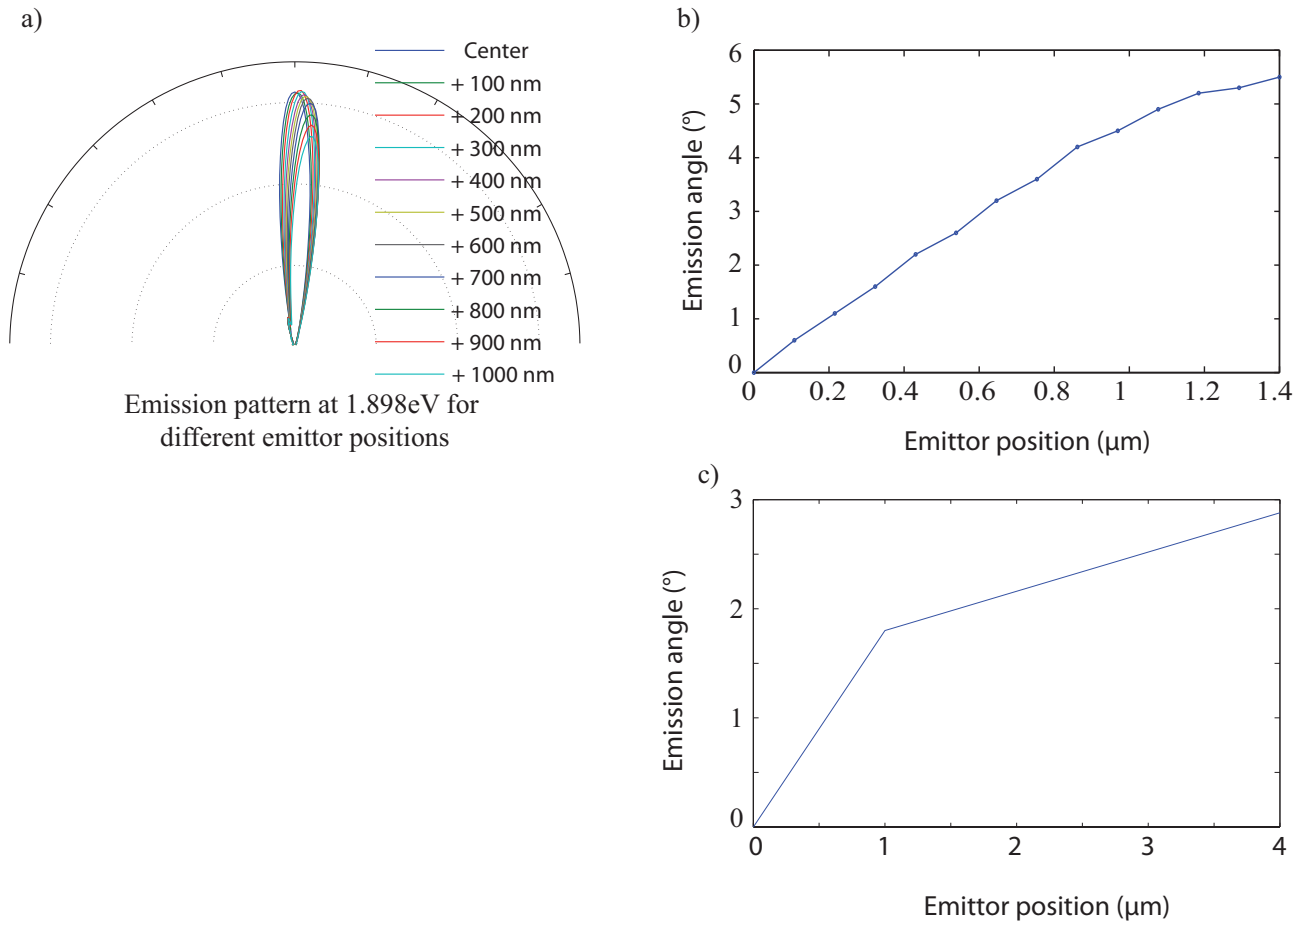 a)
Center
+ 100 nm
+ 200 nm
+ 300 nm
+ 400 nm
+ 500 nm
+ 600 nm
+ 700 nm
+ 800 nm
+ 900 nm
+ 1000 nm
Emission pattern at 1.898eV for
different emittor positions
b)
6
5
4
3
2
1
0
Emission angle (°)
0 0.2 0.4 0.6 0.8 1 1.2 1.4
Emittor position (µm)
c)
3
2
1
0
Emission angle (°)
0 1 2 3 4
Emittor position (µm)